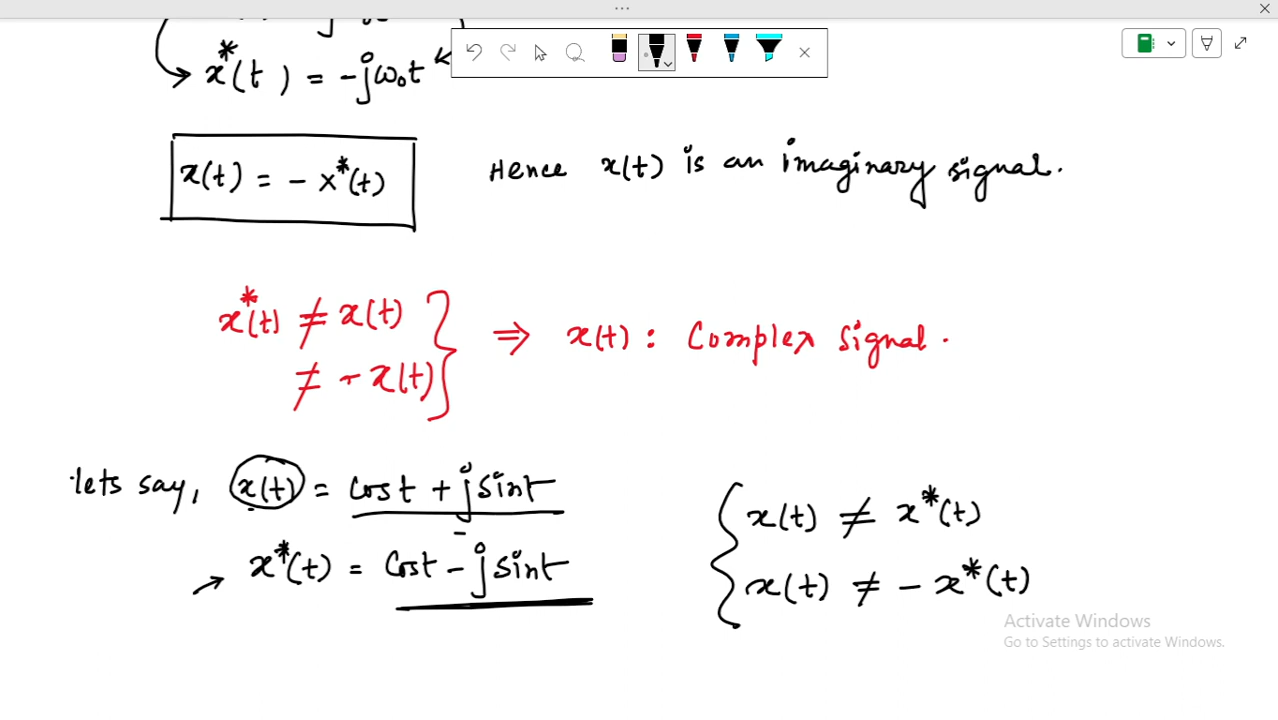 x*(t) = -jω₀t
x(t) = - x*(t)
Hence x(t) is an imaginary signal.
x*(t) ≠ x(t)
≠ - x(t)
⇒ x(t) : Complex signal.
lets say, x(t) = cost + jsint
→ x*(t) = Cost - jsint
x(t) ≠ x*(t)
x(t) ≠ - x*(t)
Activate Windows
Go to Settings to activate Windows.